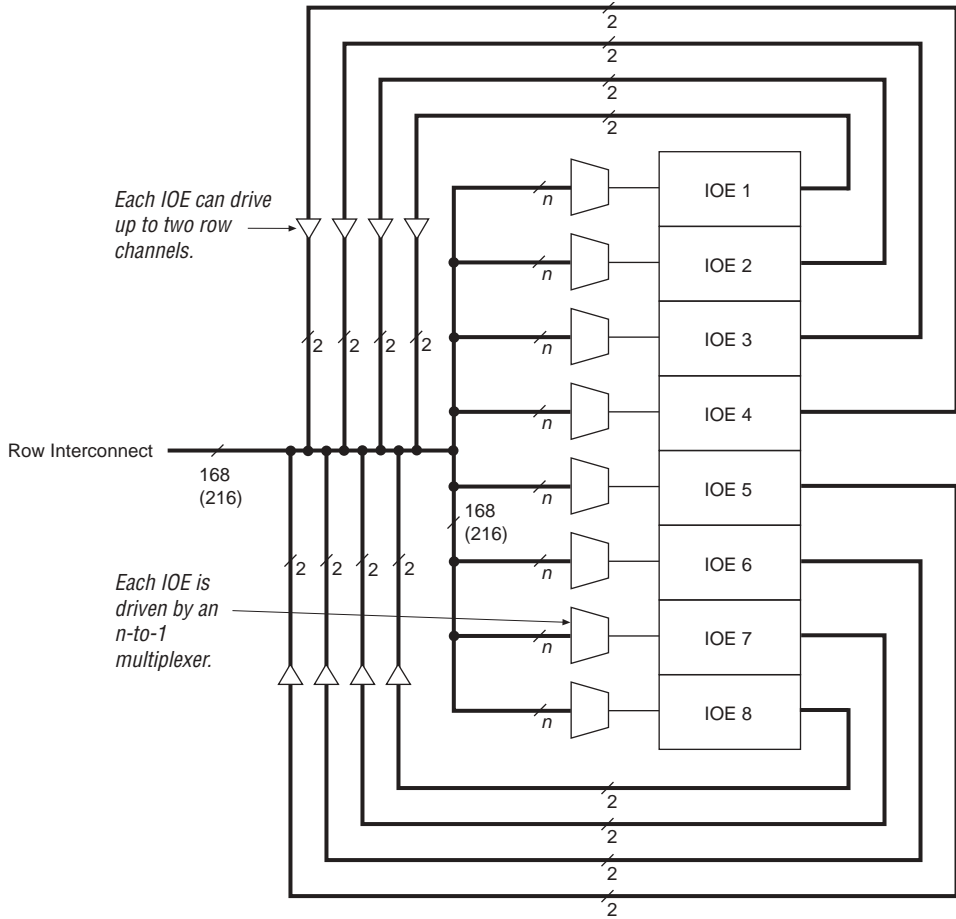 2
2
2
2
Each IOE can drive
up to two row
channels.
n
IOE 1
n
IOE 2
2
2
2
2
n
IOE 3
n
IOE 4
Row Interconnect
168
(216)
n
IOE 5
168
(216)
2
2
2
2
n
IOE 6
Each IOE is
driven by an
n-to-1
multiplexer.
n
IOE 7
n
IOE 8
2
2
2
2